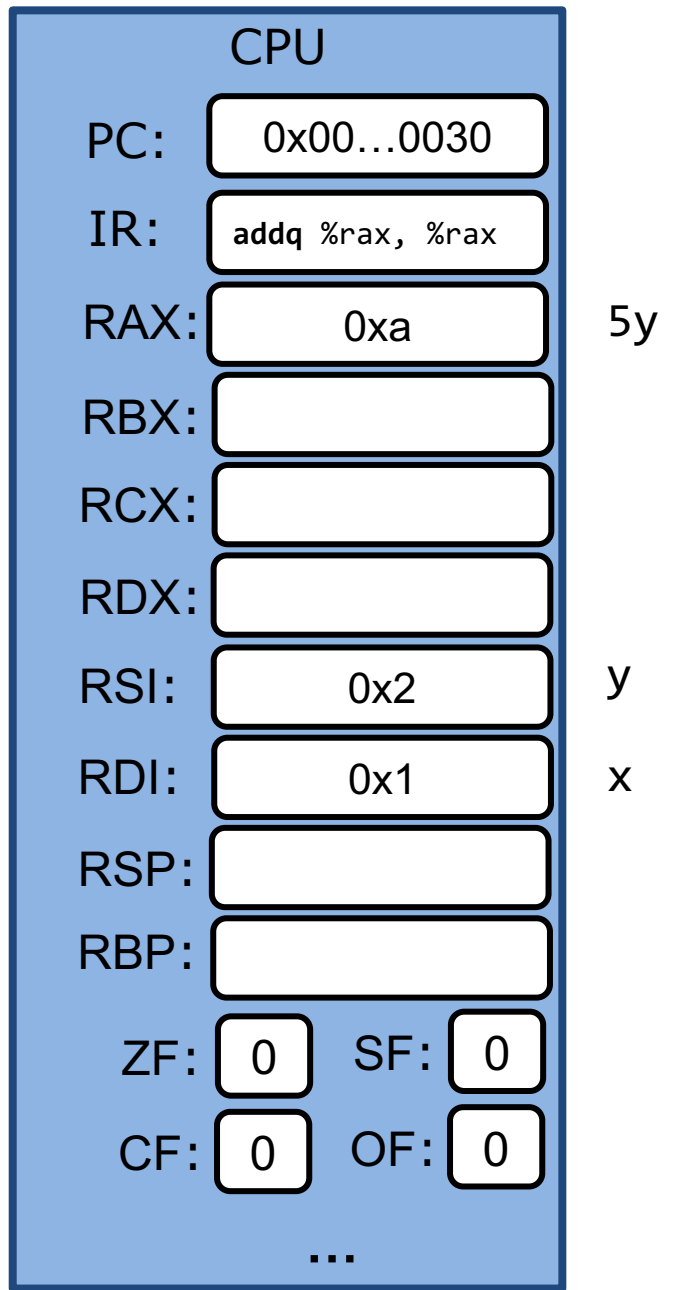 CPU
PC: 0x00…0030
IR: addq %rax, %rax
RAX: 0xa 5y
RBX:
RCX:
RDX:
RSI: 0x2 y
RDI: 0x1 x
RSP:
RBP:
ZF: 0 SF: 0
CF: 0 OF: 0
…